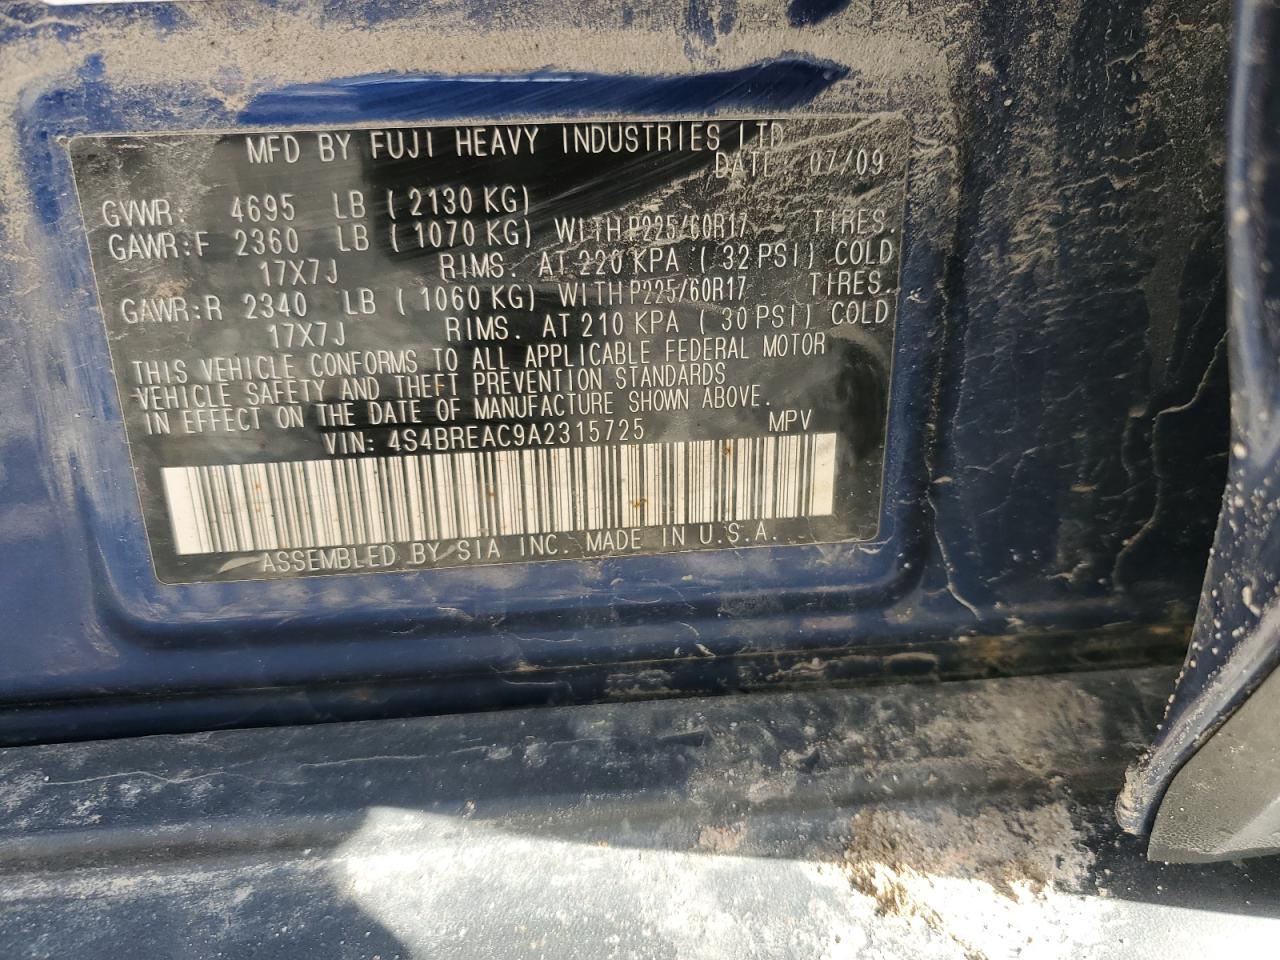 MFD BY FUJI HEAVY INDUSTRIES LTD.
DATE 07/09
GVWR: 4695 LB ( 2130 KG)
GAWR:F 2360 LB ( 1070 KG) WITH P225/60R17 TIRES.
17X7J RIMS. AT 220 KPA ( 32 PSI) COLD
GAWR:R 2340 LB ( 1060 KG) WITH P225/60R17 TIRES.
17X7J RIMS. AT 210 KPA ( 30 PSI) COLD
THIS VEHICLE CONFORMS TO ALL APPLICABLE FEDERAL MOTOR
VEHICLE SAFETY AND THEFT PREVENTION STANDARDS
IN EFFECT ON THE DATE OF MANUFACTURE SHOWN ABOVE.
VIN: 4S4BREAC9A2315725 MPV
ASSEMBLED BY SIA INC. MADE IN U.S.A.